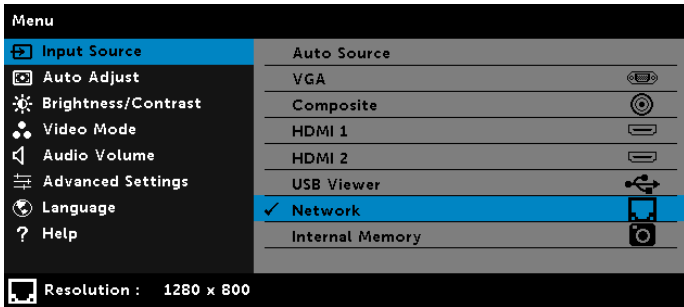 Menu
Input Source
Auto Adjust
Brightness/Contrast
Video Mode
Audio Volume
Advanced Settings
Language
? Help
Auto Source
VGA
Composite
HDMI 1
HDMI 2
USB Viewer
✓ Network
Internal Memory
Resolution : 1280 x 800